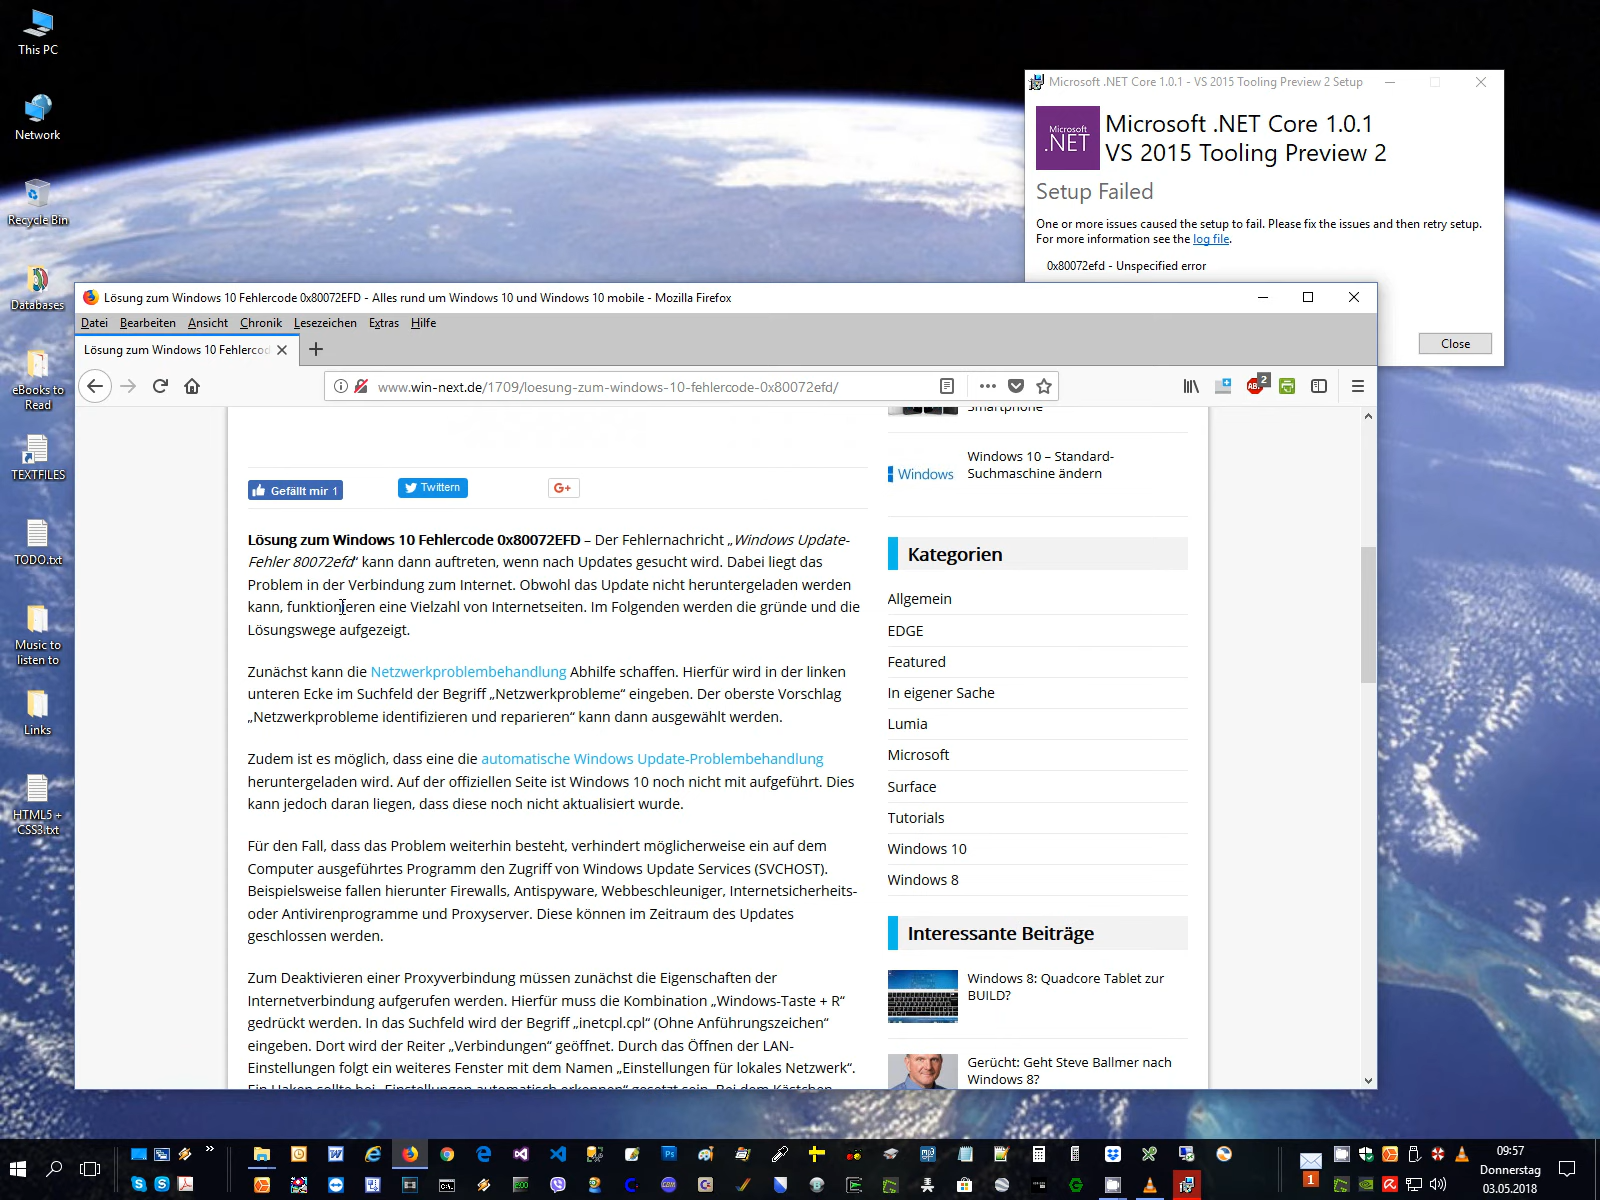 This PC
Network
Recycle Bin
Databases
eBooks to
Read
TEXTFILES
TODO.txt
Music to
listen to
Links
HTML5 +
CSS3.txt
Microsoft .NET Core 1.0.1 - VS 2015 Tooling Preview 2 Setup
Microsoft
.NET
Microsoft .NET Core 1.0.1
VS 2015 Tooling Preview 2
Setup Failed
One or more issues caused the setup to fail. Please fix the issues and then retry setup.
For more information see the log file.
0x80072efd - Unspecified error
Close
Lösung zum Windows 10 Fehlercode 0x80072EFD - Alles rund um Windows 10 und Windows 10 mobile - Mozilla Firefox
Datei Bearbeiten Ansicht Chronik Lesezeichen Extras Hilfe
Lösung zum Windows 10 Fehlercod
www.win-next.de/1709/loesung-zum-windows-10-fehlercode-0x80072efd/
ABP 2
Gefällt mir 1
Twittern
G+
Lösung zum Windows 10 Fehlercode 0x80072EFD – Der Fehlernachricht „Windows Update-
Fehler 80072efd“ kann dann auftreten, wenn nach Updates gesucht wird. Dabei liegt das
Problem in der Verbindung zum Internet. Obwohl das Update nicht heruntergeladen werden
kann, funktionieren eine Vielzahl von Internetseiten. Im Folgenden werden die gründe und die
Lösungswege aufgezeigt.
Zunächst kann die Netzwerkproblembehandlung Abhilfe schaffen. Hierfür wird in der linken
unteren Ecke im Suchfeld der Begriff „Netzwerkprobleme“ eingeben. Der oberste Vorschlag
„Netzwerkprobleme identifizieren und reparieren“ kann dann ausgewählt werden.
Zudem ist es möglich, dass eine die automatische Windows Update-Problembehandlung
heruntergeladen wird. Auf der offiziellen Seite ist Windows 10 noch nicht mit aufgeführt. Dies
kann jedoch daran liegen, dass diese noch nicht aktualisiert wurde.
Für den Fall, dass das Problem weiterhin besteht, verhindert möglicherweise ein auf dem
Computer ausgeführtes Programm den Zugriff von Windows Update Services (SVCHOST).
Beispielsweise fallen hierunter Firewalls, Antispyware, Webbeschleuniger, Internetsicherheits-
oder Antivirenprogramme und Proxyserver. Diese können im Zeitraum des Updates
geschlossen werden.
Zum Deaktivieren einer Proxyverbindung müssen zunächst die Eigenschaften der
Internetverbindung aufgerufen werden. Hierfür muss die Kombination „Windows-Taste + R“
gedrückt werden. In das Suchfeld wird der Begriff „inetcpl.cpl“ (Ohne Anführungszeichen“
eingeben. Dort wird der Reiter „Verbindungen“ geöffnet. Durch das Öffnen der LAN-
Einstellungen folgt ein weiteres Fenster mit dem Namen „Einstellungen für lokales Netzwerk“.
Ein Haken sollte bei „Einstellungen automatisch erkennen“ gesetzt sein. Bei dem Kästchen
Smartphone
Windows
Windows 10 – Standard-
Suchmaschine ändern
Kategorien
Allgemein
EDGE
Featured
In eigener Sache
Lumia
Microsoft
Surface
Tutorials
Windows 10
Windows 8
Interessante Beiträge
Windows 8: Quadcore Tablet zur
BUILD?
Gerücht: Geht Steve Ballmer nach
Windows 8?
1
09:57
Donnerstag
03.05.2018